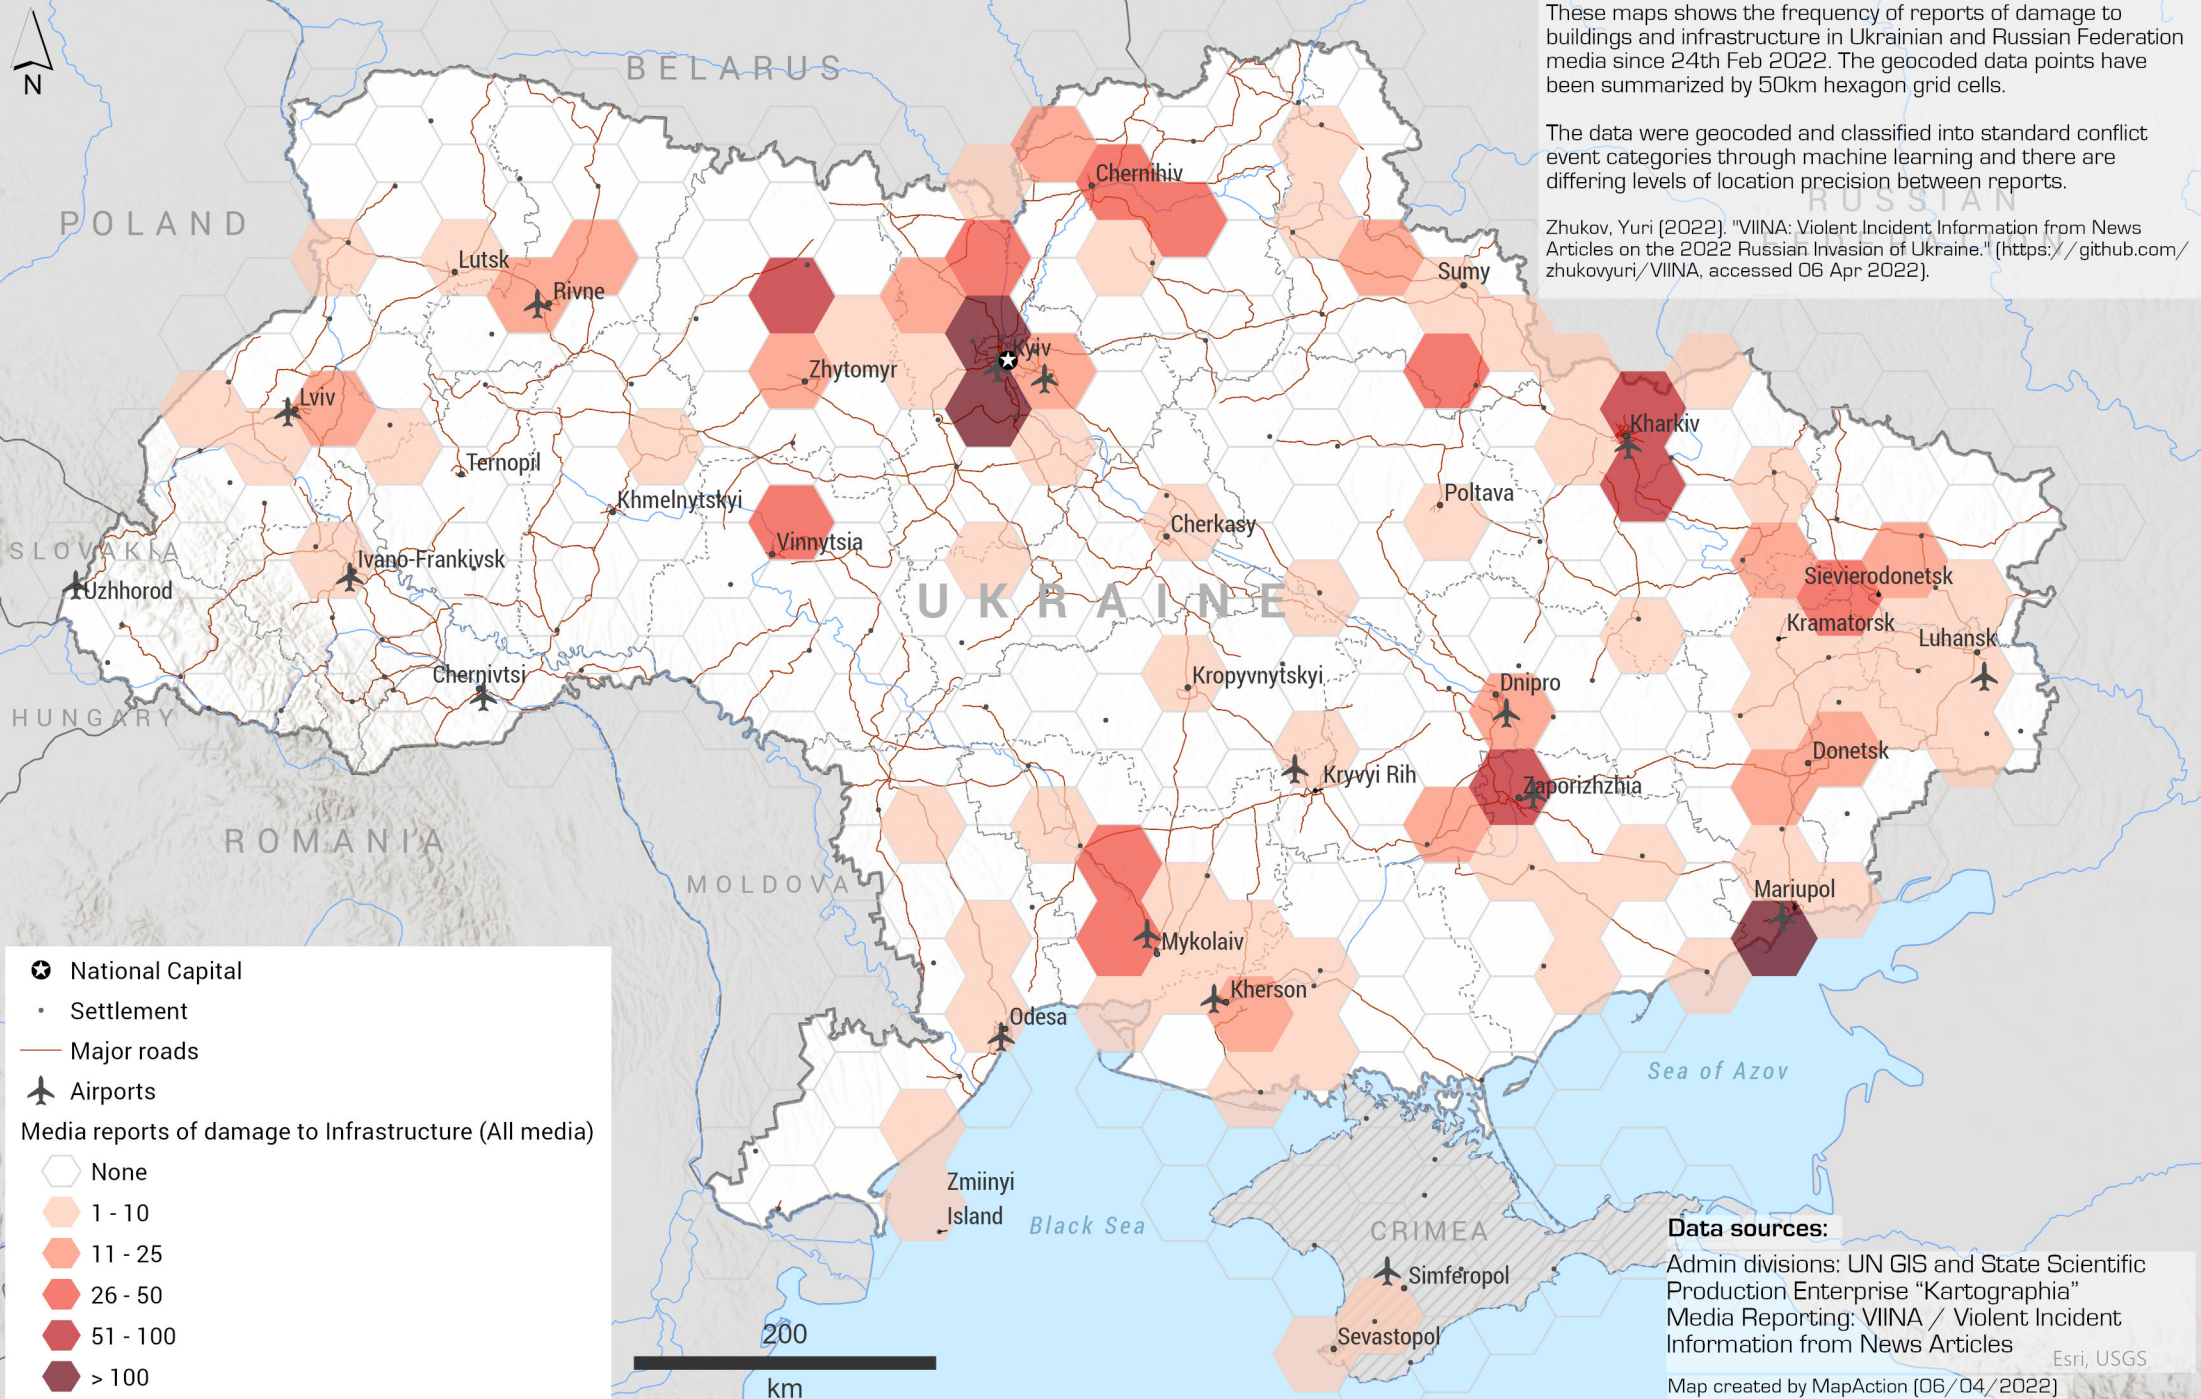 These maps shows the frequency of reports of damage to
buildings and infrastructure in Ukrainian and Russian Federation
media since 24th Feb 2022. The geocoded data points have
been summarized by 50km hexagon grid cells.
The data were geocoded and classified into standard conflict
event categories through machine learning and there are
differing levels of location precision between reports.
Zhukov, Yuri (2022). "VIINA: Violent Incident Information from News
Articles on the 2022 Russian Invasion of Ukraine." (https://github.com/
zhukovyuri/VIINA, accessed 06 Apr 2022).
RUSSIAN
FEDERATION
N
BELARUS
POLAND
SLOVAKIA
HUNGARY
ROMANIA
MOLDOVA
UKRAINE
CRIMEA
Black Sea
Sea of Azov
Chernihiv
Lutsk
Rivne
Sumy
Kyiv
Zhytomyr
Lviv
Kharkiv
Ternopil
Khmelnytskyi
Poltava
Cherkasy
Vinnytsia
Ivano-Frankivsk
Uzhhorod
Sievierodonetsk
Kramatorsk
Luhansk
Chernivtsi
Kropyvnytskyi
Dnipro
Donetsk
Kryvyi Rih
Zaporizhzhia
Mariupol
Mykolaiv
Kherson
Odesa
Zmiinyi
Island
Simferopol
Sevastopol
National Capital
Settlement
Major roads
Airports
Media reports of damage to Infrastructure (All media)
None
1 - 10
11 - 25
26 - 50
51 - 100
> 100
200
km
Data sources:
Admin divisions: UN GIS and State Scientific
Production Enterprise “Kartographia”
Media Reporting: VIINA / Violent Incident
Information from News Articles
Esri, USGS
Map created by MapAction (06/04/2022)